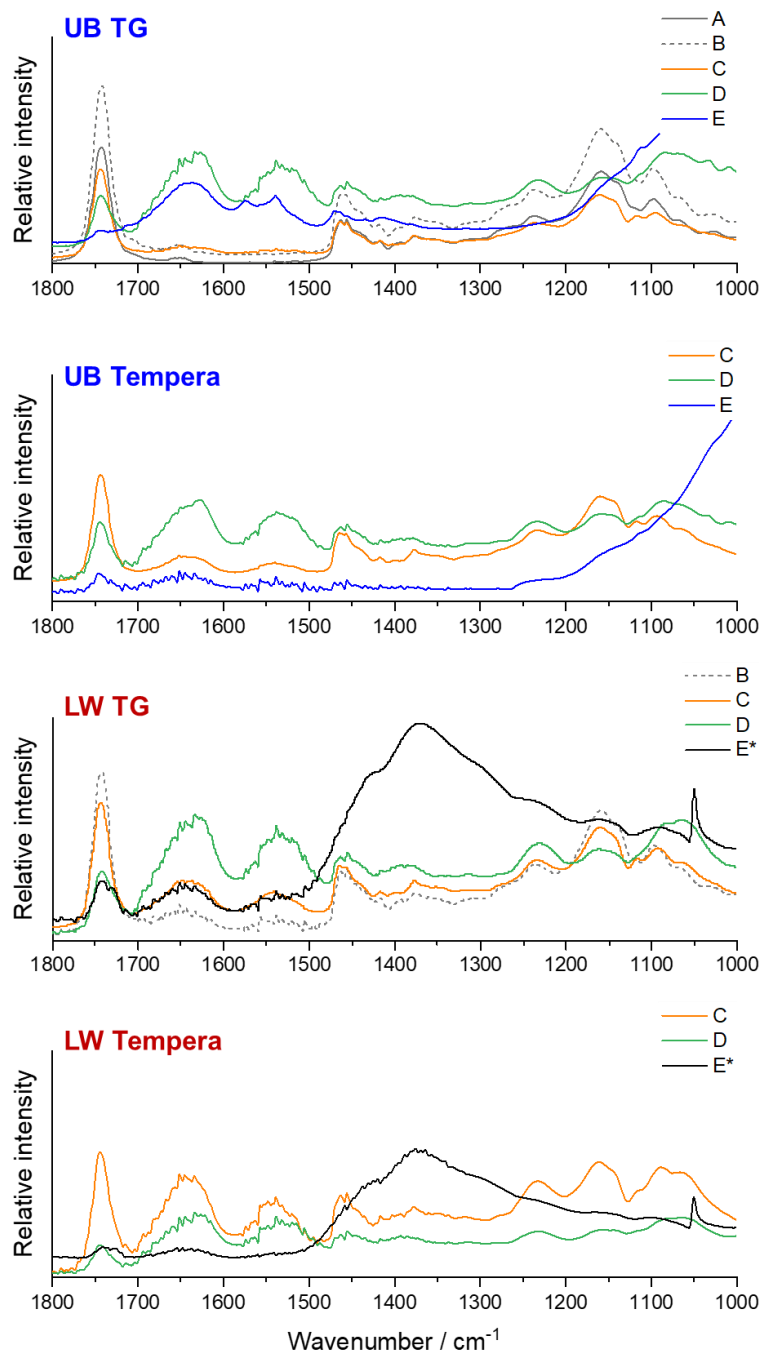 UB TG
A
B
C
D
E
Relative intensity
1800 1700 1600 1500 1400 1300 1200 1100 1000
UB Tempera
C
D
E
Relative intensity
1800 1700 1600 1500 1400 1300 1200 1100 1000
LW TG
B
C
D
E*
Relative intensity
1800 1700 1600 1500 1400 1300 1200 1100 1000
LW Tempera
C
D
E*
Relative intensity
1800 1700 1600 1500 1400 1300 1200 1100 1000
Wavenumber / cm⁻¹